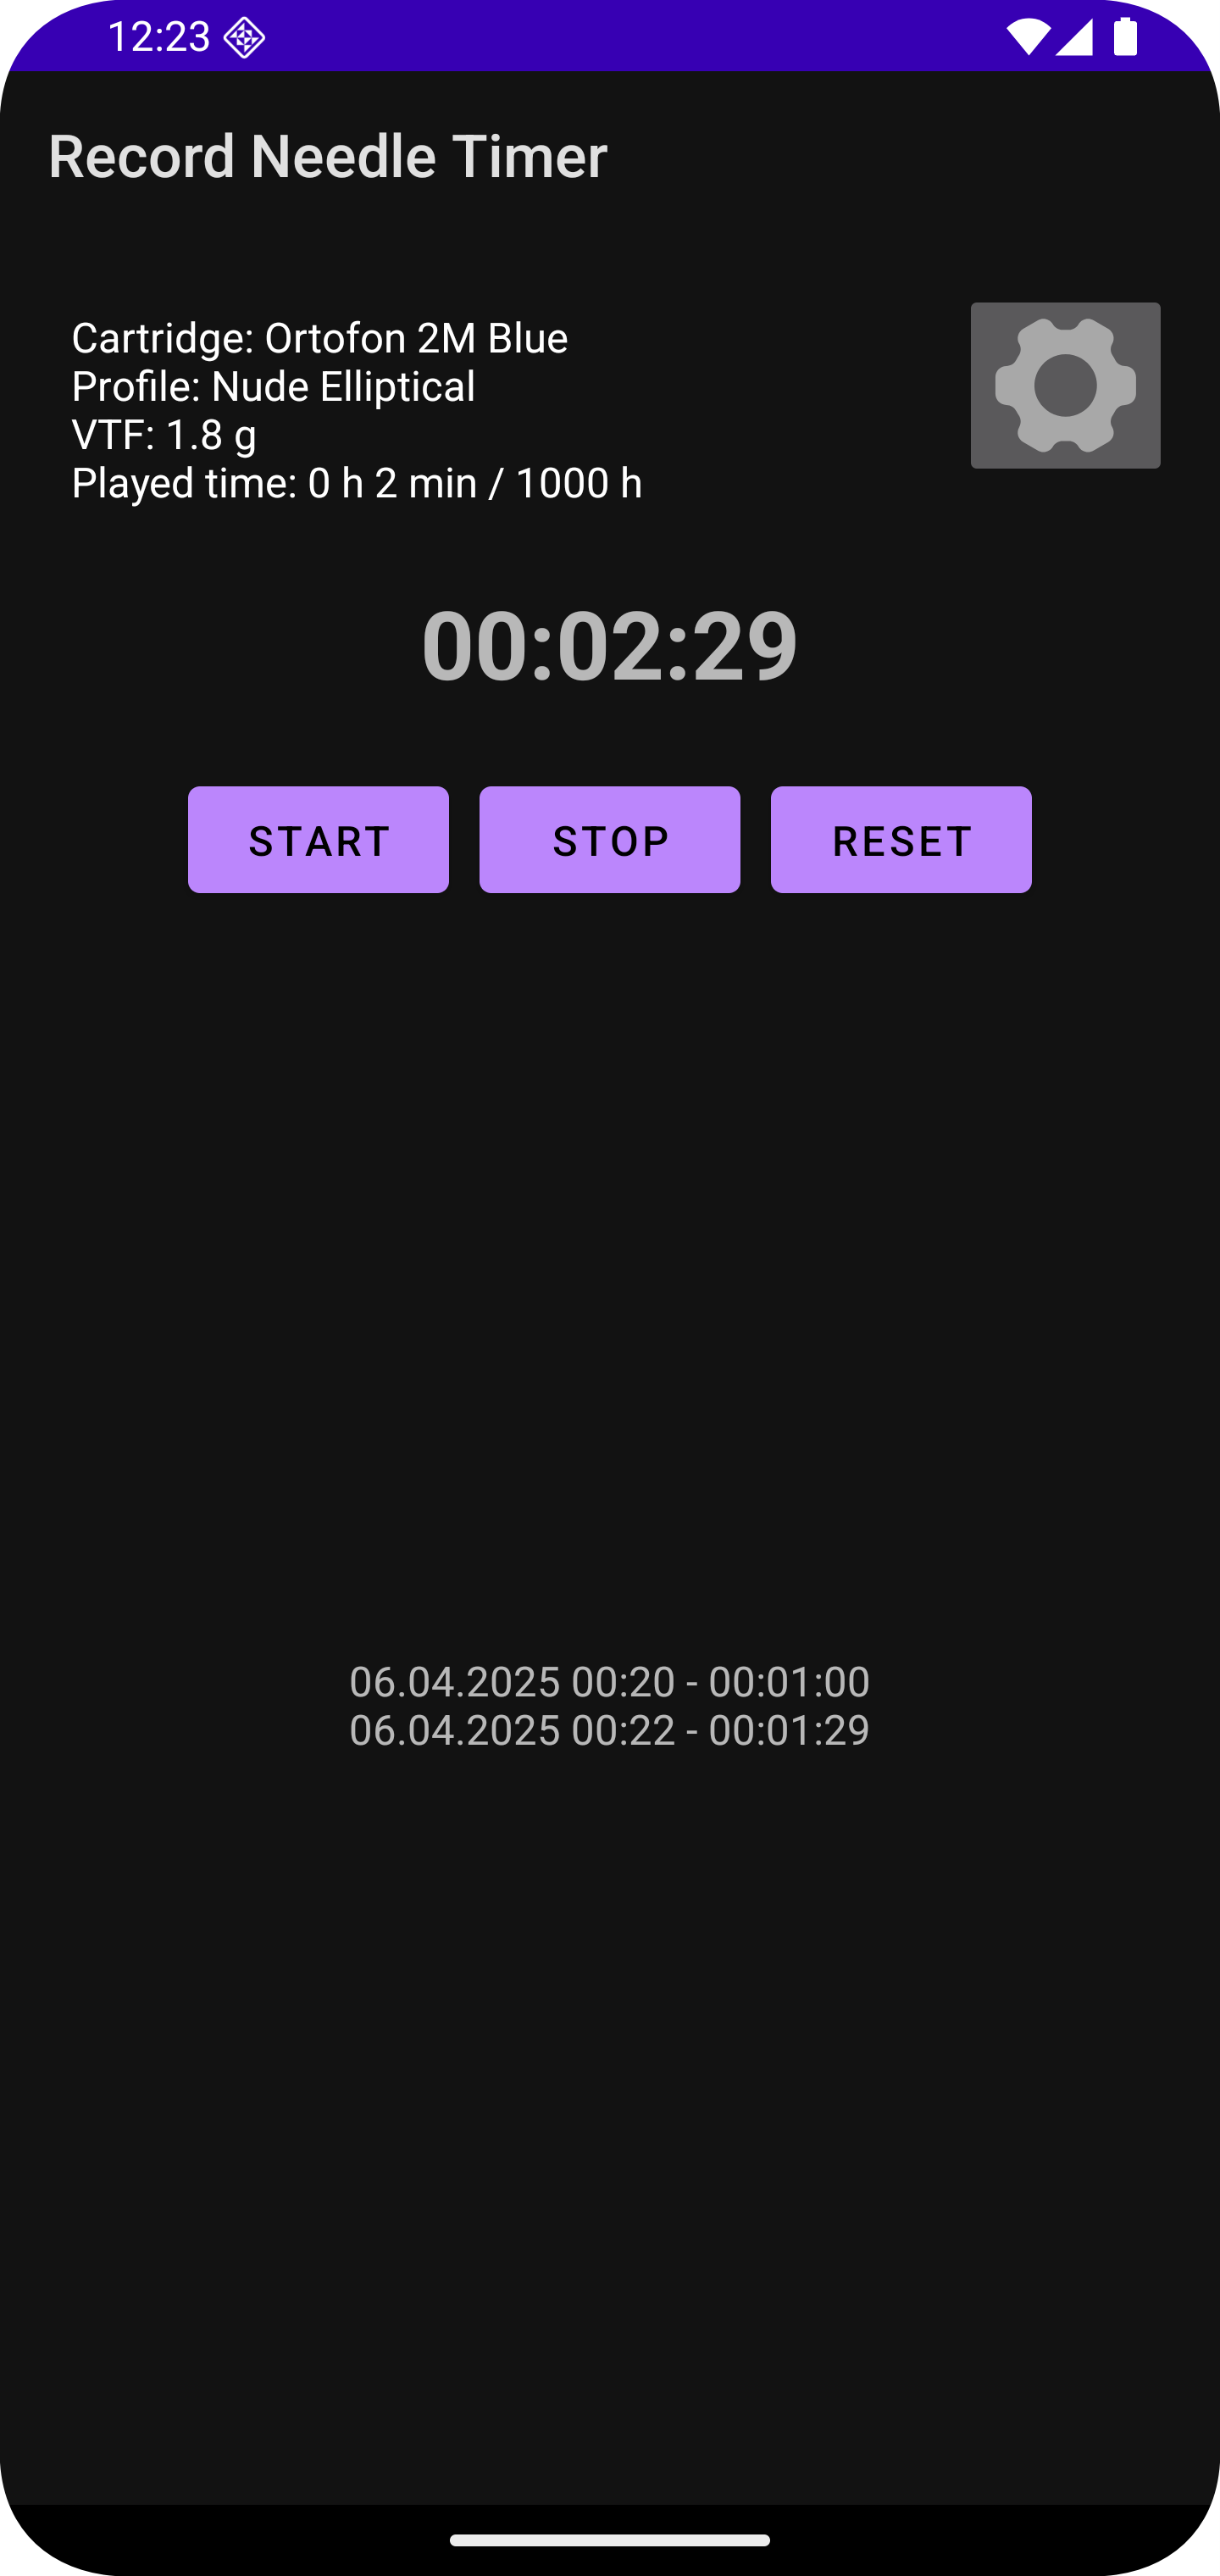 12:23
Record Needle Timer
Cartridge: Ortofon 2M Blue
Profile: Nude Elliptical
VTF: 1.8 g
Played time: 0 h 2 min / 1000 h
00:02:29
START STOP RESET
06.04.2025 00:20 - 00:01:00
06.04.2025 00:22 - 00:01:29